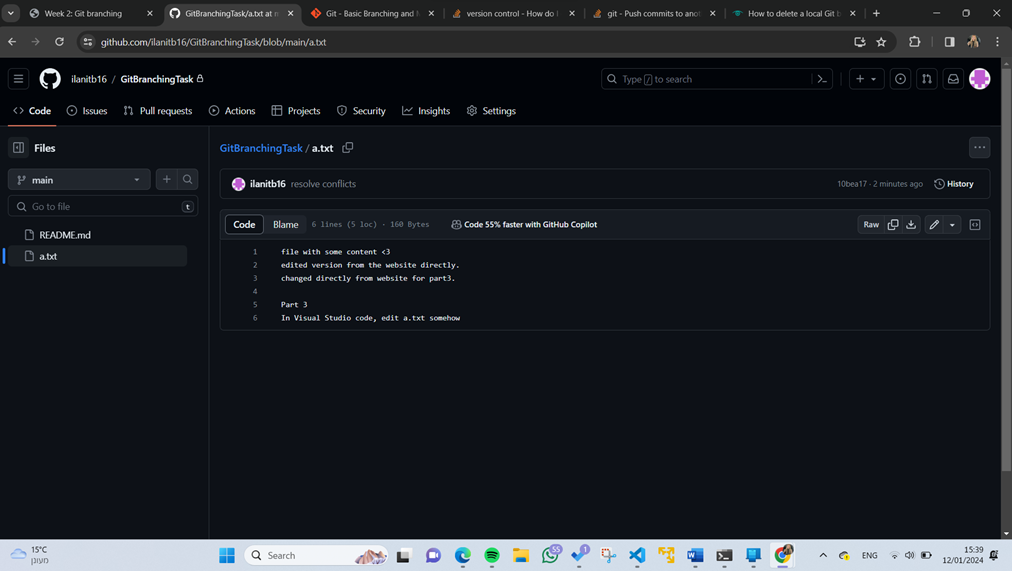 Week 2: Git branching
GitBranchingTask/a.txt at m
Git - Basic Branching and M
version control - How do I
git - Push commits to anot
How to delete a local Git b
github.com/ilanitb16/GitBranchingTask/blob/main/a.txt
ilanitb16 / GitBranchingTask
Type / to search
Code Issues Pull requests Actions Projects Security Insights Settings
Files
GitBranchingTask / a.txt
main
ilanitb16 resolve conflicts
10bea17 · 2 minutes ago History
Go to file t
Code Blame 6 lines (5 loc) · 160 Bytes Code 55% faster with GitHub Copilot Raw
README.md
a.txt
1 file with some content <3
2 edited version from the website directly.
3 changed directly from website for part3.
4
5 Part 3
6 In Visual Studio code, edit a.txt somehow
15°C
מעונן
Search
55
1
ENG
15:39
12/01/2024